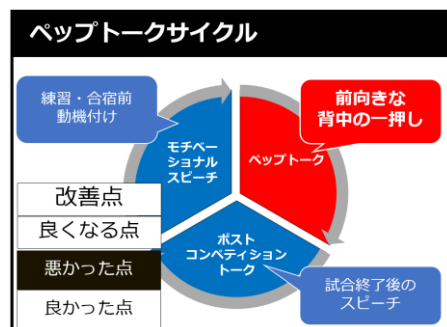 ペップトークサイクル
練習・合宿前
動機付け
前向きな
背中の一押し
モチベー
ショナル
スピーチ
ペップトーク
改善点
良くなる点
悪かった点
良かった点
ポスト
コンペティション
トーク
試合終了後の
スピーチ